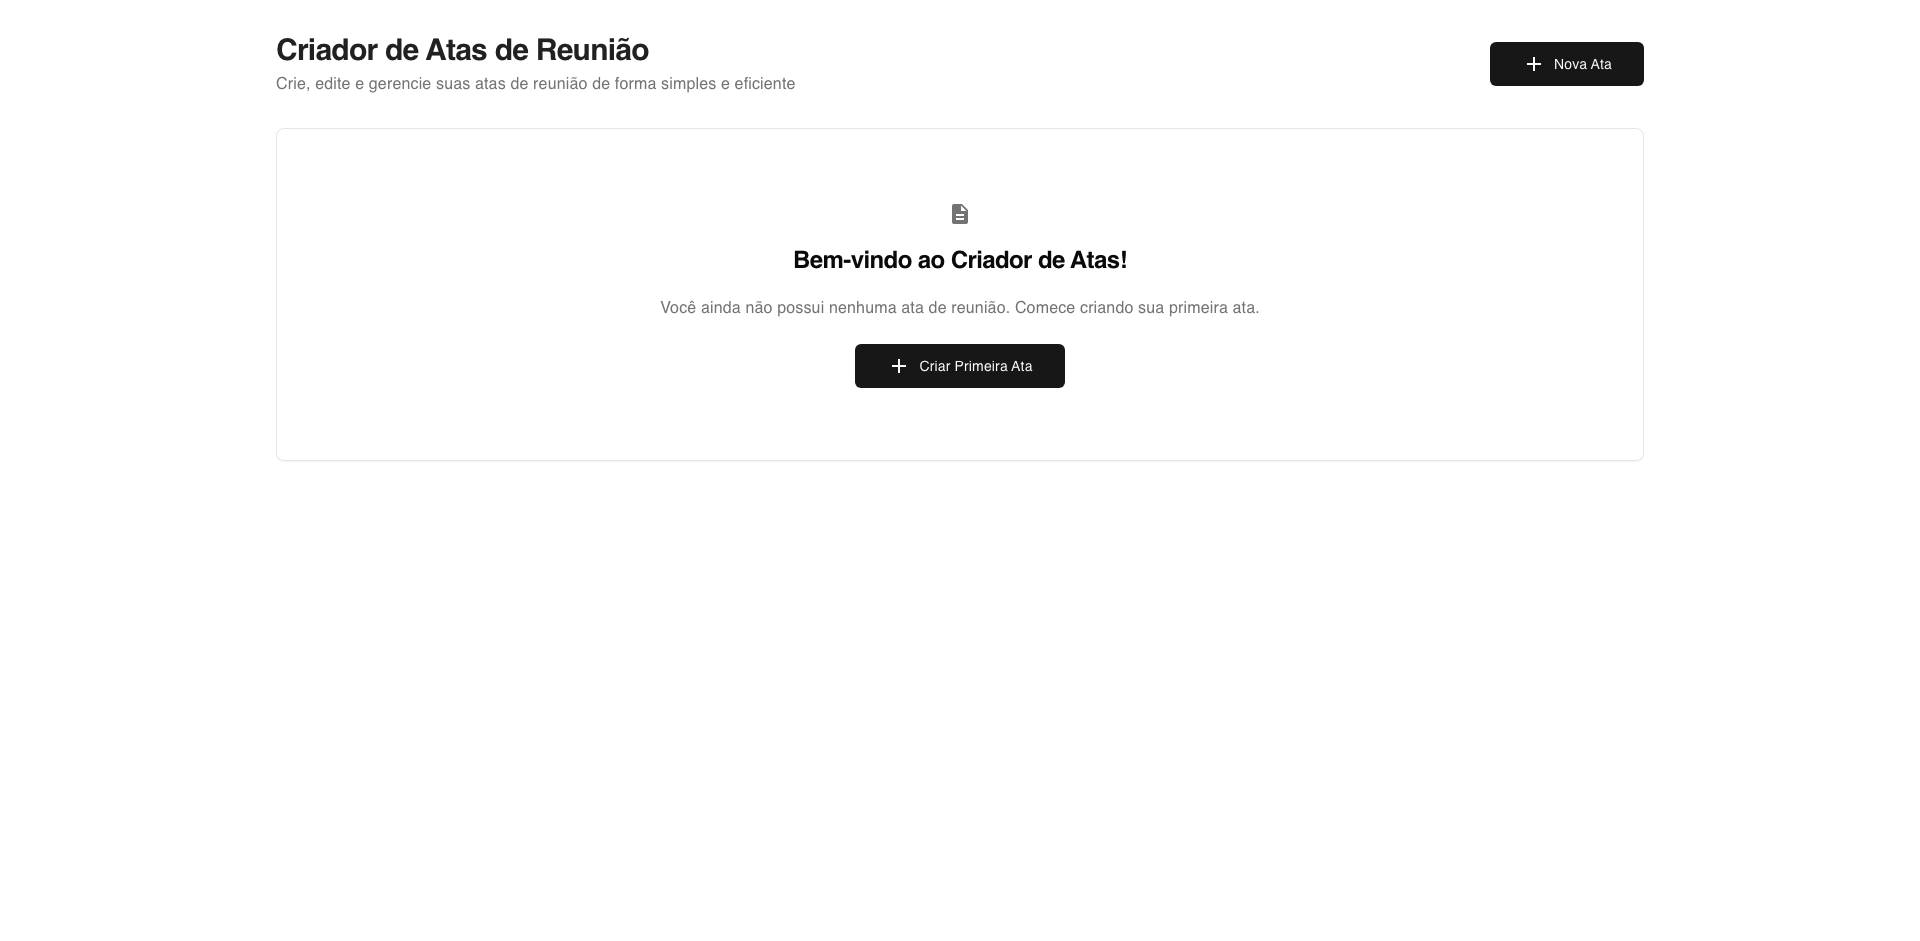 Criador de Atas de Reunião
Crie, edite e gerencie suas atas de reunião de forma simples e eficiente
Nova Ata
Bem-vindo ao Criador de Atas!
Você ainda não possui nenhuma ata de reunião. Comece criando sua primeira ata.
Criar Primeira Ata